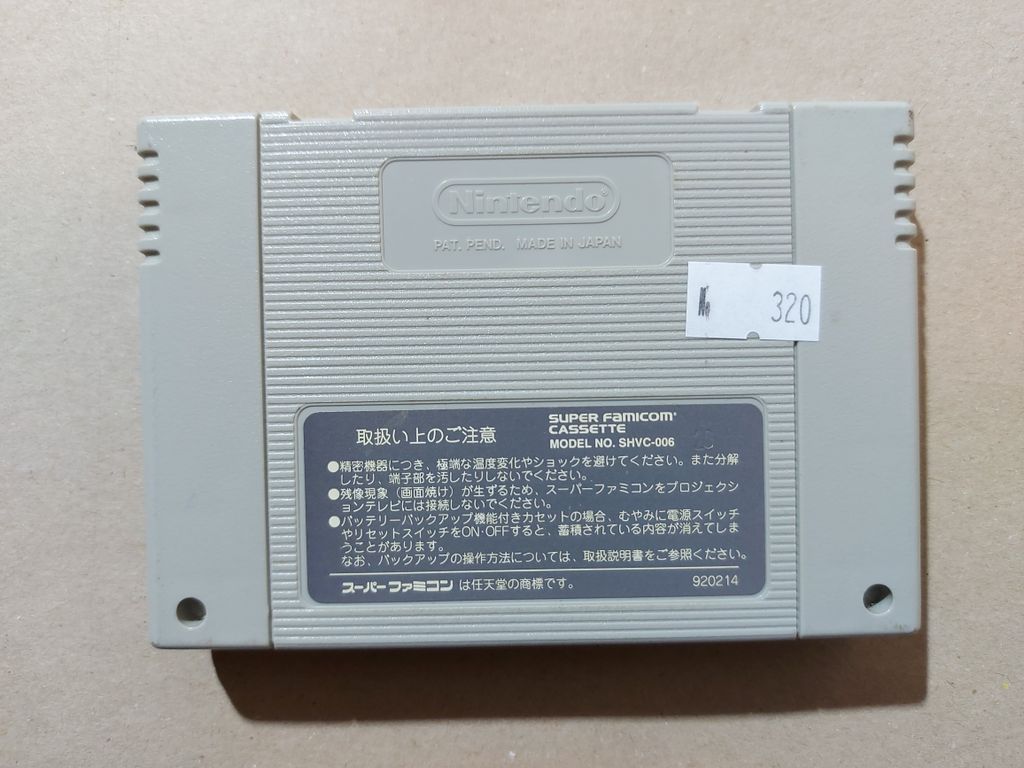 Nintendo®
PAT. PEND. MADE IN JAPAN
320
取扱い上のご注意
SUPER FAMICOM®
CASSETTE
MODEL NO. SHVC-006
●精密機器につき、極端な温度変化やショックを避けてください。また分解
したり、端子部を汚したりしないでください。
●残像現象(画面焼け)が生ずるため、スーパーファミコンをプロジェクシ
ョンテレビには接続しないでください。
●バッテリーバックアップ機能付きカセットの場合、むやみに電源スイッチ
やリセットスイッチをON·OFFすると、蓄積されている内容が消えてしま
うことがあります。
なお、バックアップの操作方法については、取扱説明書をご参照ください。
スーパーファミコン は任天堂の商標です。
920214